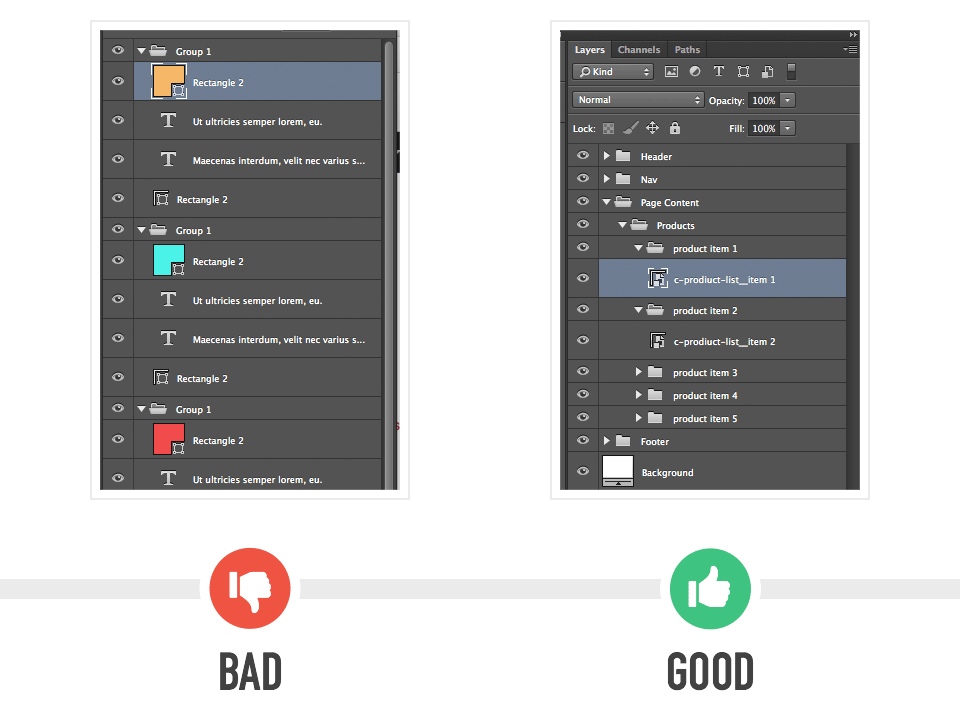 Group 1
Rectangle 2
Ut ultricies semper lorem, eu.
Maecenas interdum, velit nec varius s...
Rectangle 2
Group 1
Rectangle 2
Ut ultricies semper lorem, eu.
Maecenas interdum, velit nec varius s...
Rectangle 2
Group 1
Rectangle 2
Ut ultricies semper lorem, eu.
Layers Channels Paths
Kind
Normal Opacity: 100%
Lock: Fill: 100%
Header
Nav
Page Content
Products
product item 1
c-prodiuct-list__item 1
product item 2
c-prodiuct-list__item 2
product item 3
product item 4
product item 5
Footer
Background
BAD
GOOD